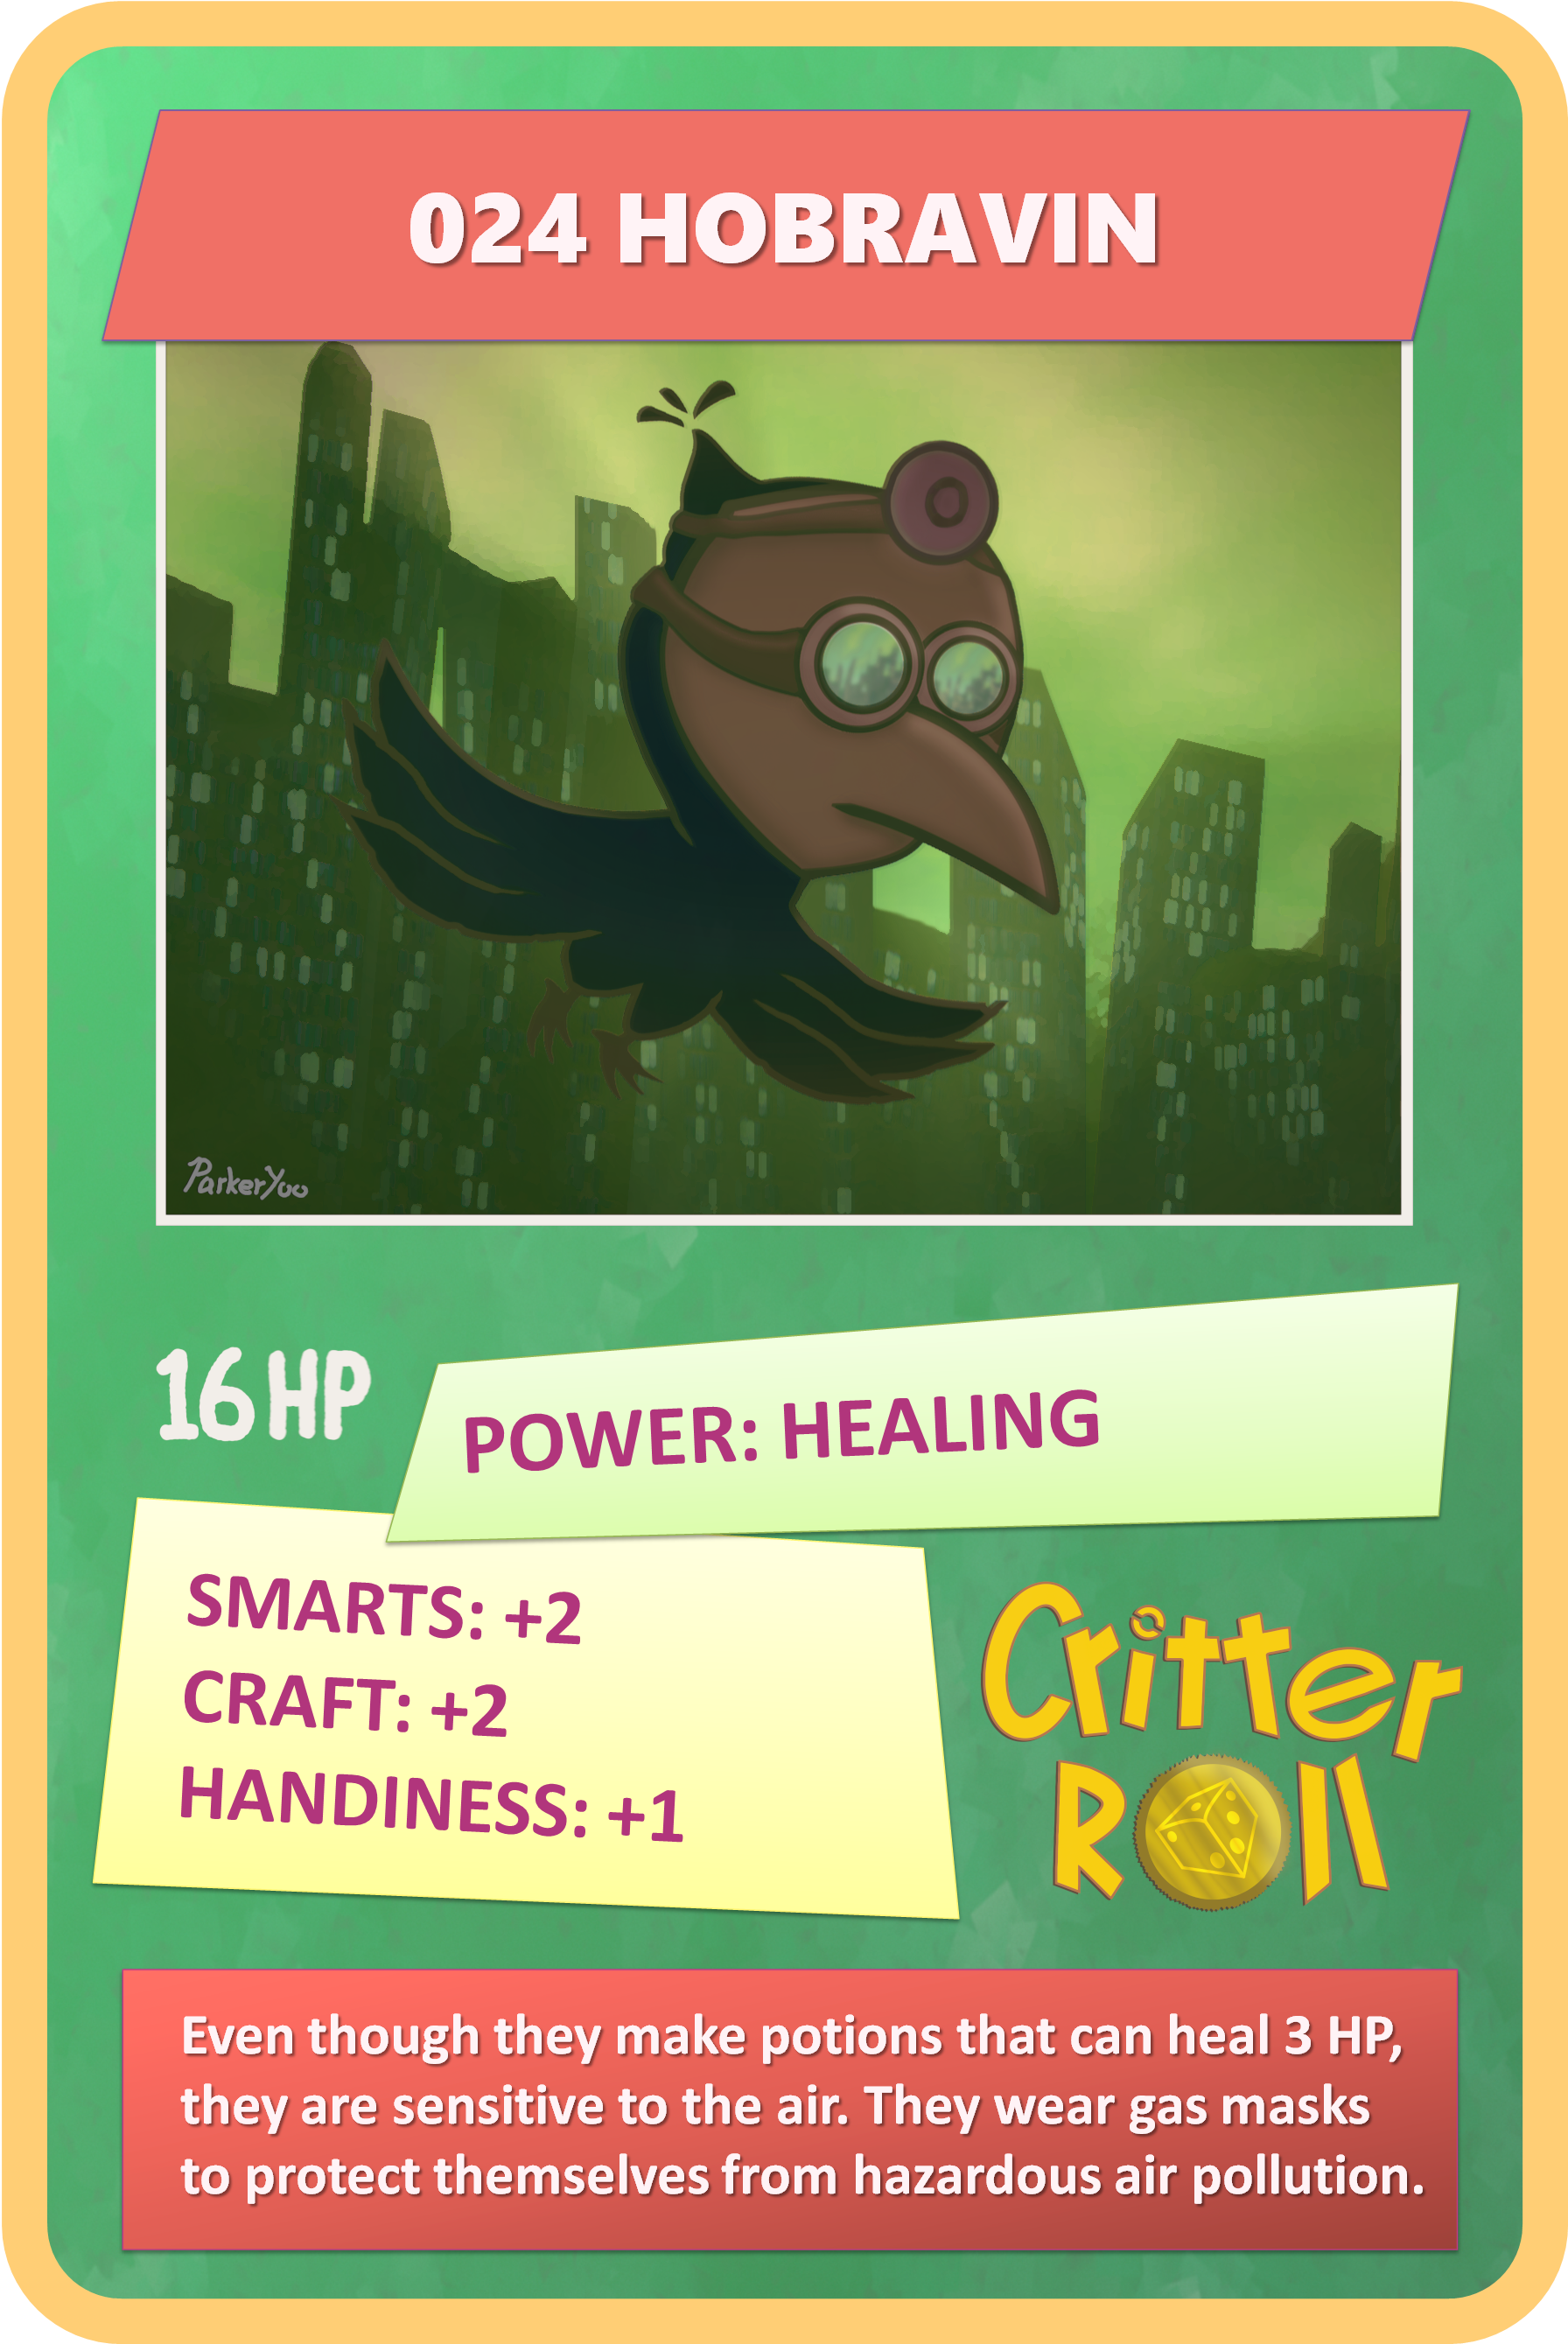 024 HOBRAVIN
ParkerYoo
16 HP
POWER: HEALING
SMARTS: +2
CRAFT: +2
HANDINESS: +1
Critter
Roll
Even though they make potions that can heal 3 HP,
they are sensitive to the air. They wear gas masks
to protect themselves from hazardous air pollution.